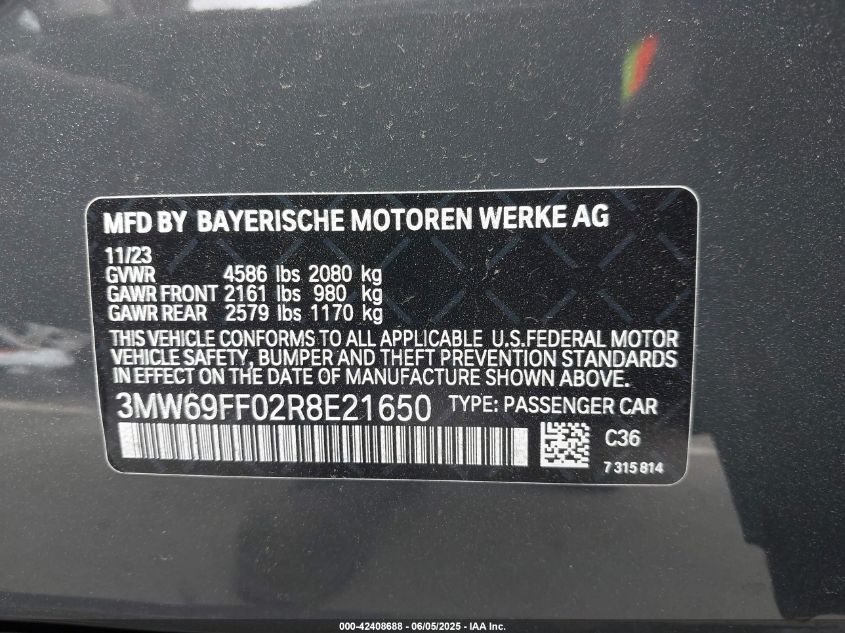 MFD BY BAYERISCHE MOTOREN WERKE AG
11/23
GVWR 4586 lbs 2080 kg
GAWR FRONT 2161 lbs 980 kg
GAWR REAR 2579 lbs 1170 kg
THIS VEHICLE CONFORMS TO ALL APPLICABLE U.S.FEDERAL MOTOR
VEHICLE SAFETY, BUMPER AND THEFT PREVENTION STANDARDS
IN EFFECT ON THE DATE OF MANUFACTURE SHOWN ABOVE.
3MW69FF02R8E21650 TYPE: PASSENGER CAR
C36
7 315 814
000-42408688 - 06/05/2025 - IAA Inc.